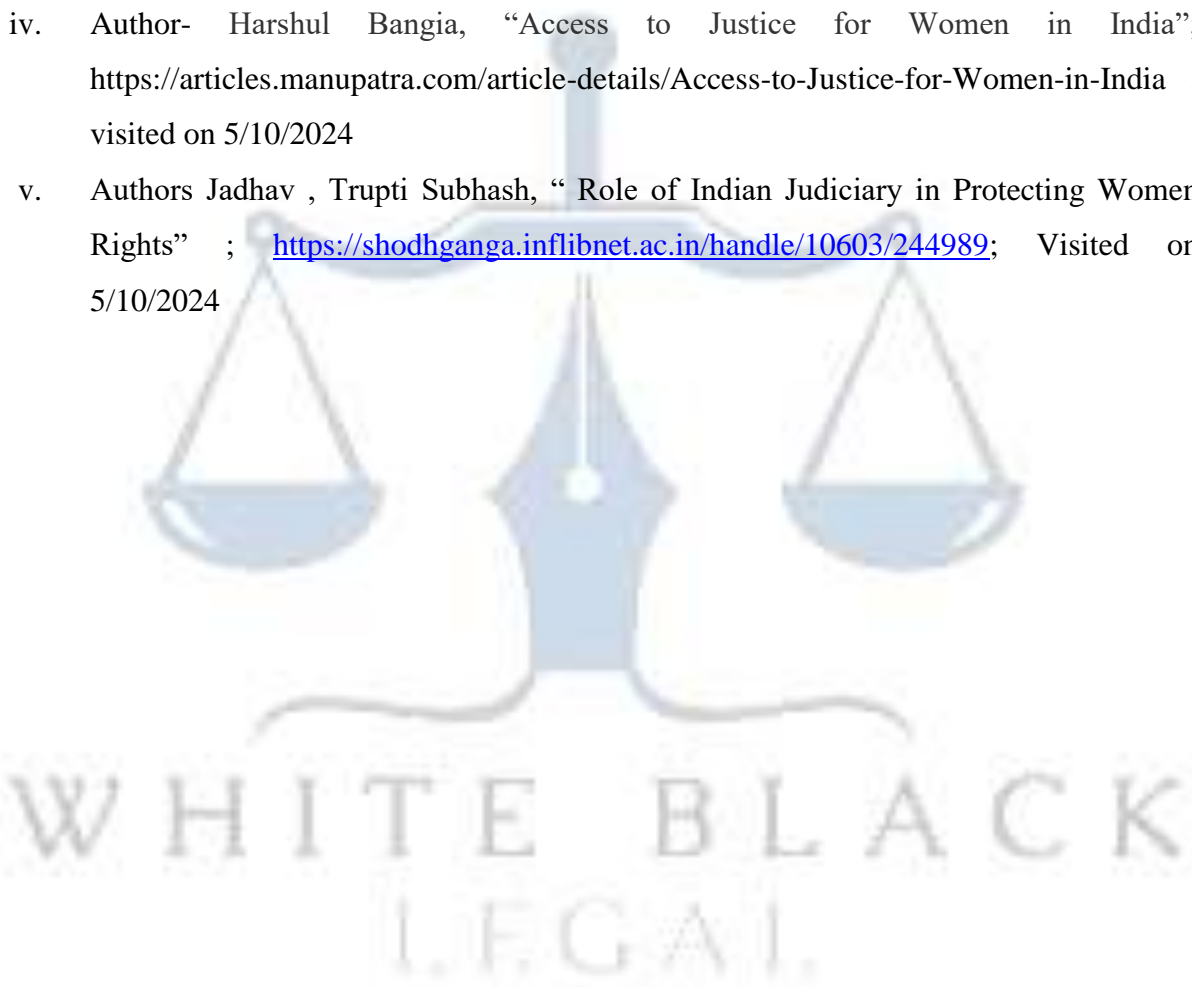 iv. Author- Harshul Bangia, “Access to Justice for Women in India”,
https://articles.manupatra.com/article-details/Access-to-Justice-for-Women-in-India
visited on 5/10/2024
v. Authors Jadhav , Trupti Subhash, “ Role of Indian Judiciary in Protecting Women
Rights” ; https://shodhganga.inflibnet.ac.in/handle/10603/244989; Visited on
5/10/2024
WHITE BLACK
LEGAL